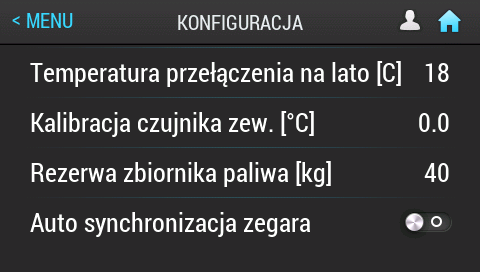 < MENU KONFIGURACJA
Temperatura przełączenia na lato [C] 18
Kalibracja czujnika zew. [°C] 0.0
Rezerwa zbiornika paliwa [kg] 40
Auto synchronizacja zegara